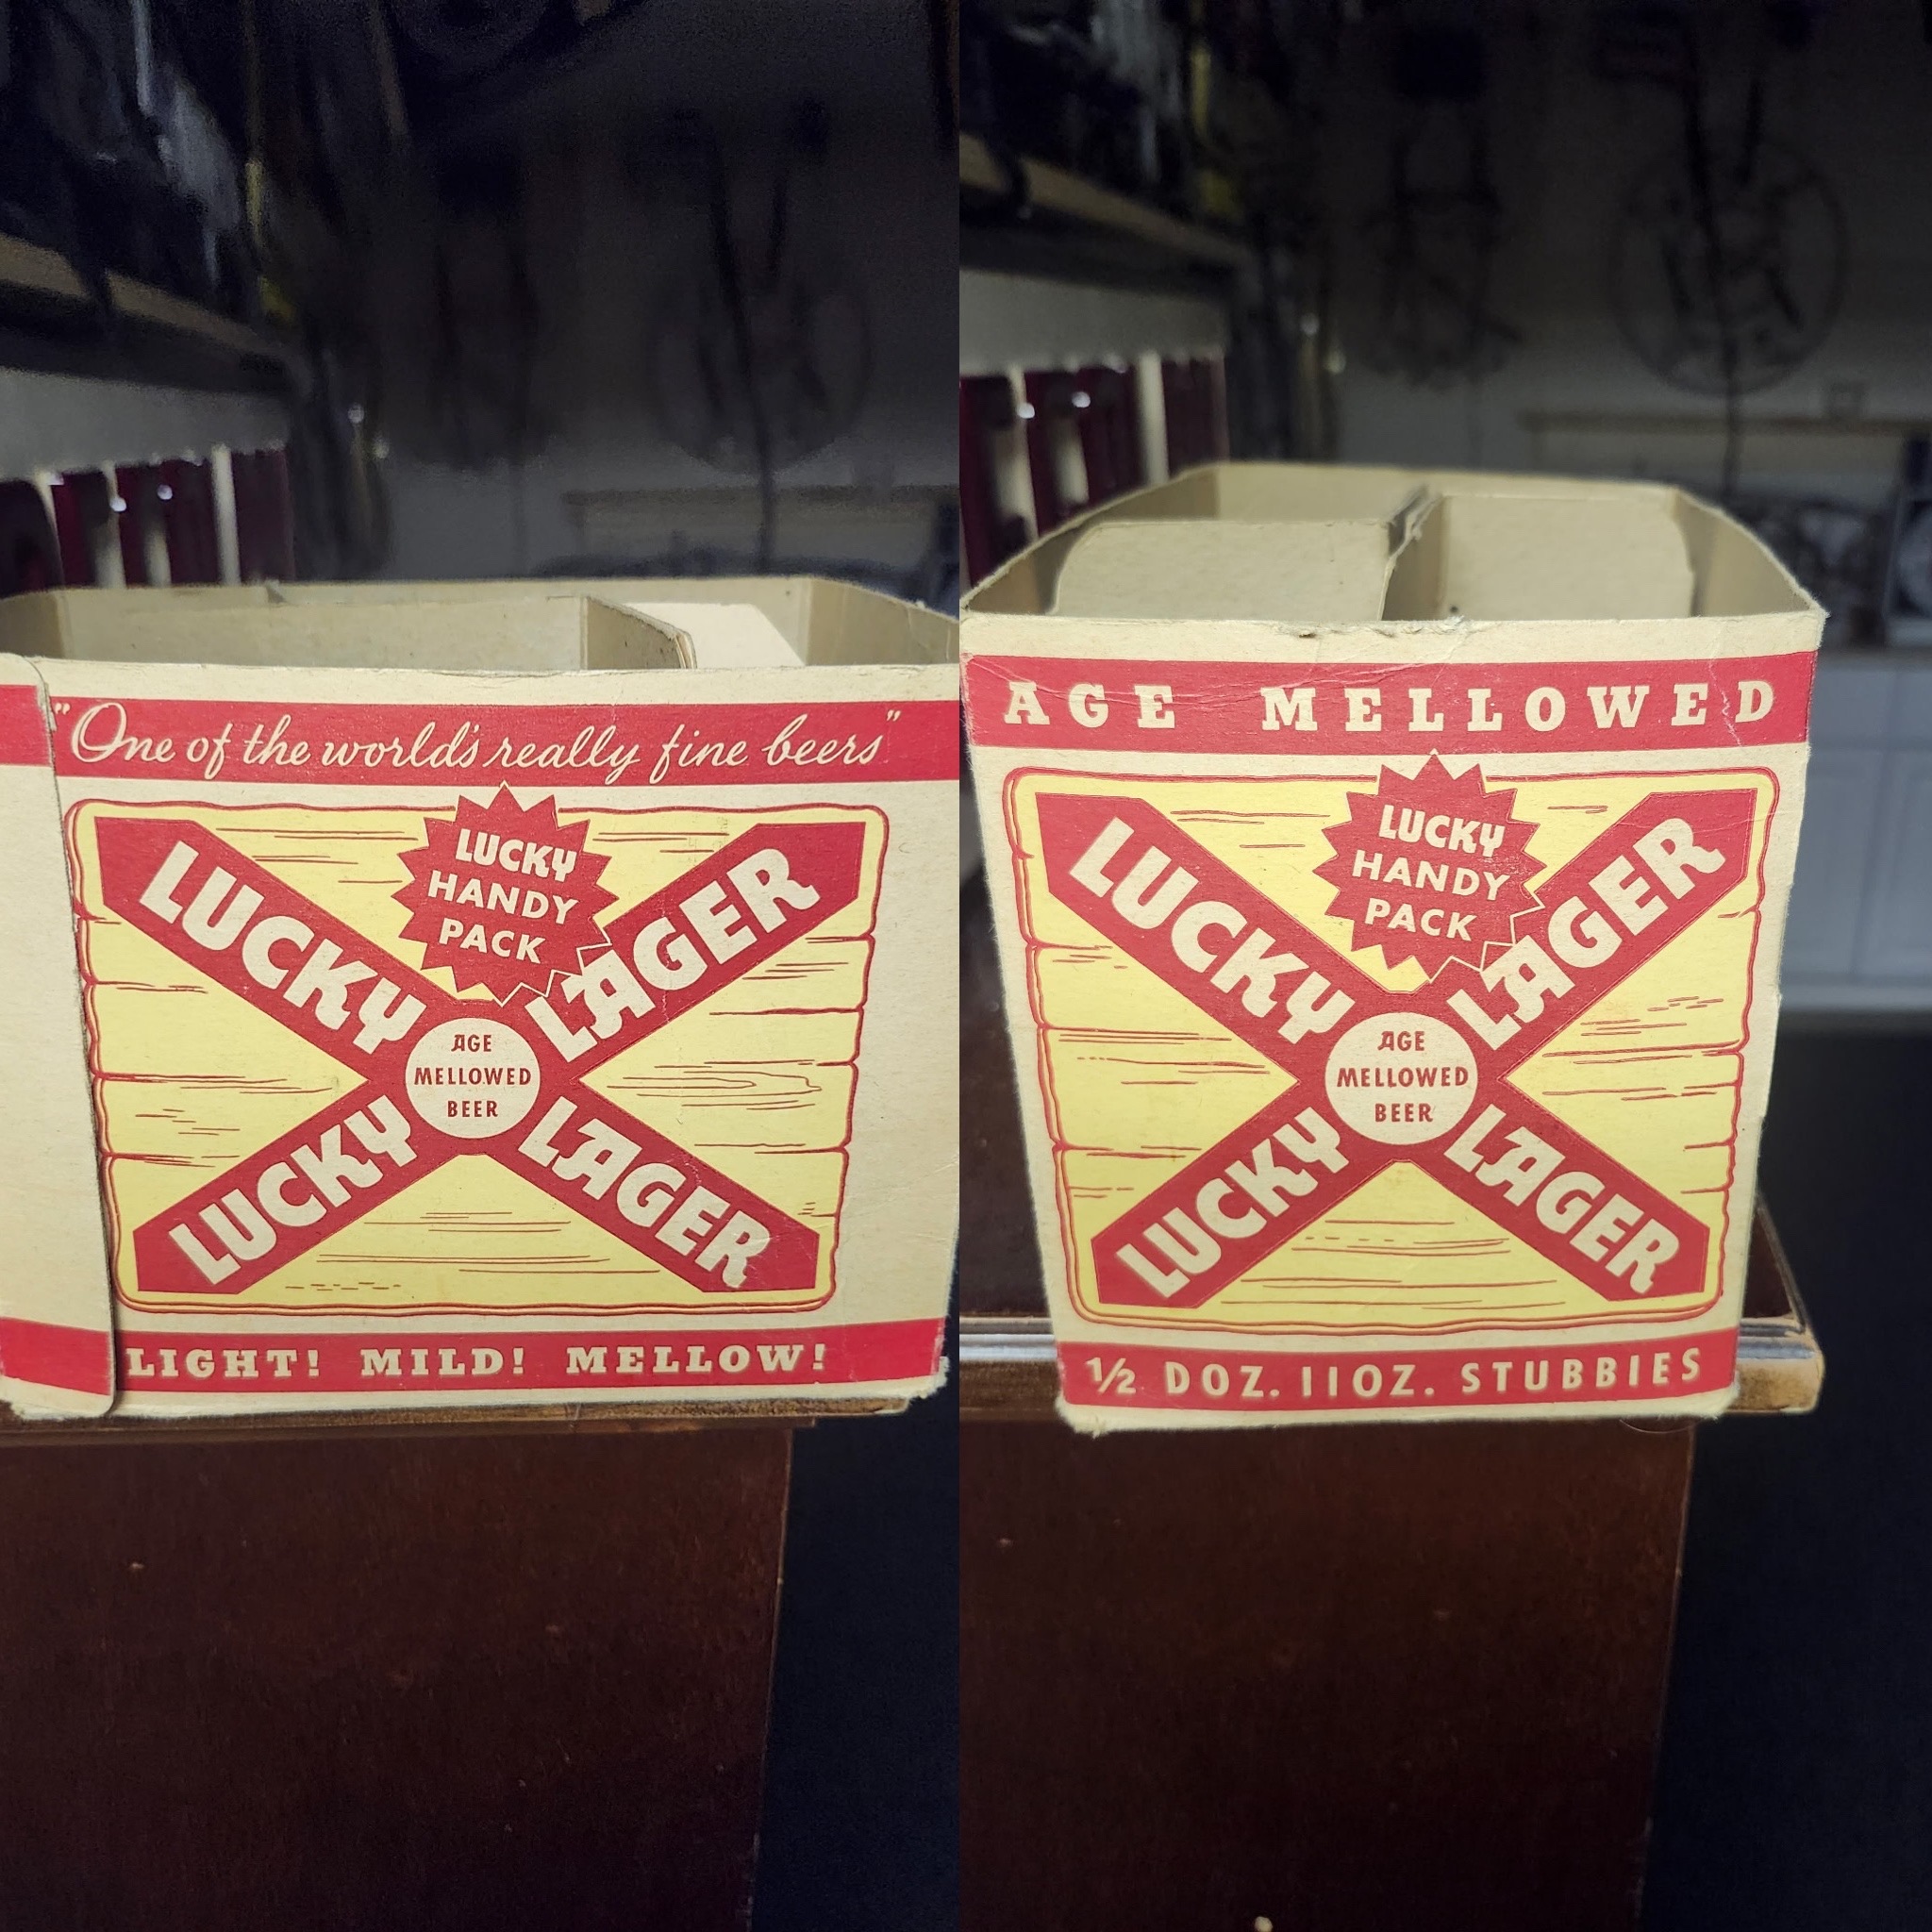 "One of the world's really fine beers"
LUCKY
HANDY
PACK
LUCKY LAGER
AGE
MELLOWED
BEER
LUCKY LAGER
LIGHT! MILD! MELLOW!
AGE MELLOWED
LUCKY
HANDY
PACK
LUCKY LAGER
AGE
MELLOWED
BEER
LUCKY LAGER
1/2 DOZ. 11OZ. STUBBIES